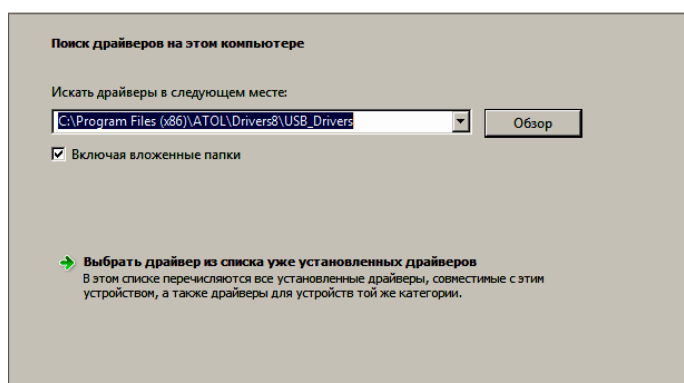 Поиск драйверов на этом компьютере
Искать драйверы в следующем месте:
C:\Program Files (x86)\ATOL\Drivers8\USB_Drivers
Обзор
Включая вложенные папки
Выбрать драйвер из списка уже установленных драйверов
В этом списке перечисляются все установленные драйверы, совместимые с этим
устройством, а также драйверы для устройств той же категории.